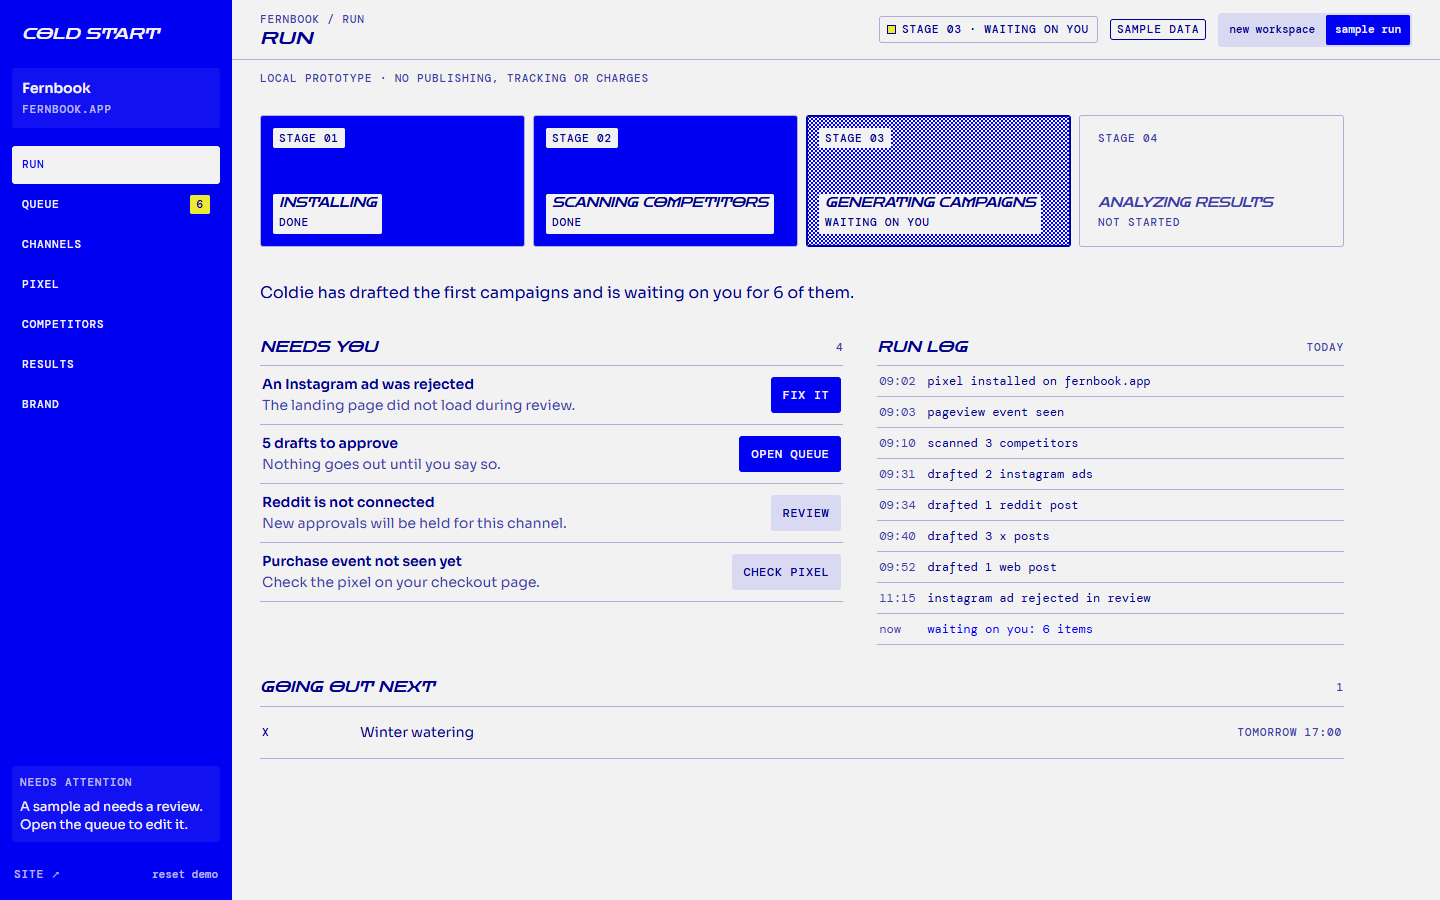 COLD START
Fernbook
FERNBOOK.APP
RUN
QUEUE 6
CHANNELS
PIXEL
COMPETITORS
RESULTS
BRAND
NEEDS ATTENTION
A sample ad needs a review.
Open the queue to edit it.
SITE ↗ reset demo
FERNBOOK / RUN
RUN
STAGE 03 · WAITING ON YOU
SAMPLE DATA
new workspace
sample run
LOCAL PROTOTYPE · NO PUBLISHING, TRACKING OR CHARGES
STAGE 01
INSTALLING
DONE
STAGE 02
SCANNING COMPETITORS
DONE
STAGE 03
GENERATING CAMPAIGNS
WAITING ON YOU
STAGE 04
ANALYZING RESULTS
NOT STARTED
Coldie has drafted the first campaigns and is waiting on you for 6 of them.
NEEDS YOU 4
An Instagram ad was rejected
The landing page did not load during review.
FIX IT
5 drafts to approve
Nothing goes out until you say so.
OPEN QUEUE
Reddit is not connected
New approvals will be held for this channel.
REVIEW
Purchase event not seen yet
Check the pixel on your checkout page.
CHECK PIXEL
RUN LOG TODAY
09:02 pixel installed on fernbook.app
09:03 pageview event seen
09:10 scanned 3 competitors
09:31 drafted 2 instagram ads
09:34 drafted 1 reddit post
09:40 drafted 3 x posts
09:52 drafted 1 web post
11:15 instagram ad rejected in review
now waiting on you: 6 items
GOING OUT NEXT 1
X Winter watering TOMORROW 17:00